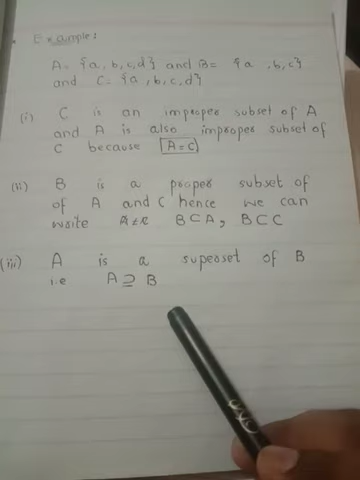 Example:
A = {a, b, c, d} and B = {a, b, c}
and C = {a, b, c, d}
(i) C is an improper subset of A
and A is also improper subset of
C because A = C
(ii) B is a proper subset of
of A and C hence we can
write B ⊂ A, B ⊂ C
(iii) A is a superset of B
i.e A ⊇ B